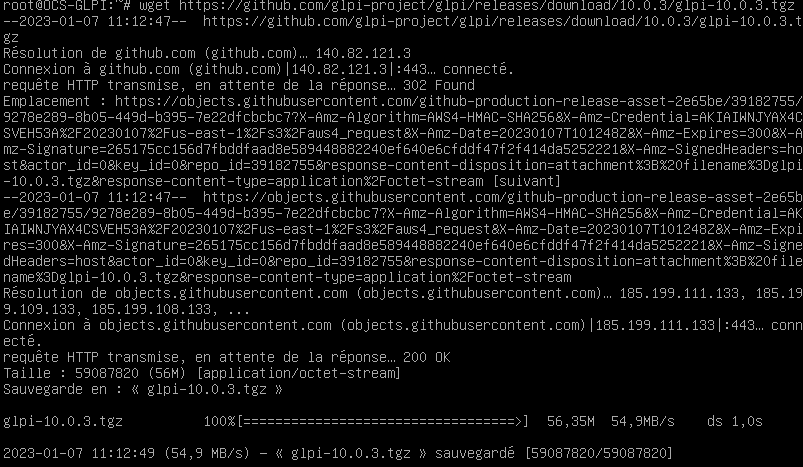 root@OCS-GLPI:~# wget https://github.com/glpi-project/glpi/releases/download/10.0.3/glpi-10.0.3.tgz
--2023-01-07 11:12:47--  https://github.com/glpi-project/glpi/releases/download/10.0.3/glpi-10.0.3.t
gz
Résolution de github.com (github.com)… 140.82.121.3
Connexion à github.com (github.com)|140.82.121.3|:443… connecté.
requête HTTP transmise, en attente de la réponse… 302 Found
Emplacement : https://objects.githubusercontent.com/github-production-release-asset-2e65be/39182755/
9278e289-8b05-449d-b395-7e22dfcbcbc7?X-Amz-Algorithm=AWS4-HMAC-SHA256&X-Amz-Credential=AKIAIWNJYAX4C
SVEH53A%2F20230107%2Fus-east-1%2Fs3%2Faws4_request&X-Amz-Date=20230107T101248Z&X-Amz-Expires=300&X-A
mz-Signature=265175cc156d7fbddfaad8e589448882240ef640e6cfddf47f2f414da5252221&X-Amz-SignedHeaders=ho
st&actor_id=0&key_id=0&repo_id=39182755&response-content-disposition=attachment%3B%20filename%3Dglpi
-10.0.3.tgz&response-content-type=application%2Foctet-stream [suivant]
--2023-01-07 11:12:47--  https://objects.githubusercontent.com/github-production-release-asset-2e65b
e/39182755/9278e289-8b05-449d-b395-7e22dfcbcbc7?X-Amz-Algorithm=AWS4-HMAC-SHA256&X-Amz-Credential=AK
IAIWNJYAX4CSVEH53A%2F20230107%2Fus-east-1%2Fs3%2Faws4_request&X-Amz-Date=20230107T101248Z&X-Amz-Expi
res=300&X-Amz-Signature=265175cc156d7fbddfaad8e589448882240ef640e6cfddf47f2f414da5252221&X-Amz-Signe
dHeaders=host&actor_id=0&key_id=0&repo_id=39182755&response-content-disposition=attachment%3B%20file
name%3Dglpi-10.0.3.tgz&response-content-type=application%2Foctet-stream
Résolution de objects.githubusercontent.com (objects.githubusercontent.com)… 185.199.111.133, 185.19
9.109.133, 185.199.108.133, ...
Connexion à objects.githubusercontent.com (objects.githubusercontent.com)|185.199.111.133|:443… conn
ecté.
requête HTTP transmise, en attente de la réponse… 200 OK
Taille : 59087820 (56M) [application/octet-stream]
Sauvegarde en : « glpi-10.0.3.tgz »
glpi-10.0.3.tgz          100%[==================================>]  56,35M  54,9MB/s    ds 1,0s
2023-01-07 11:12:49 (54,9 MB/s) — « glpi-10.0.3.tgz » sauvegardé [59087820/59087820]